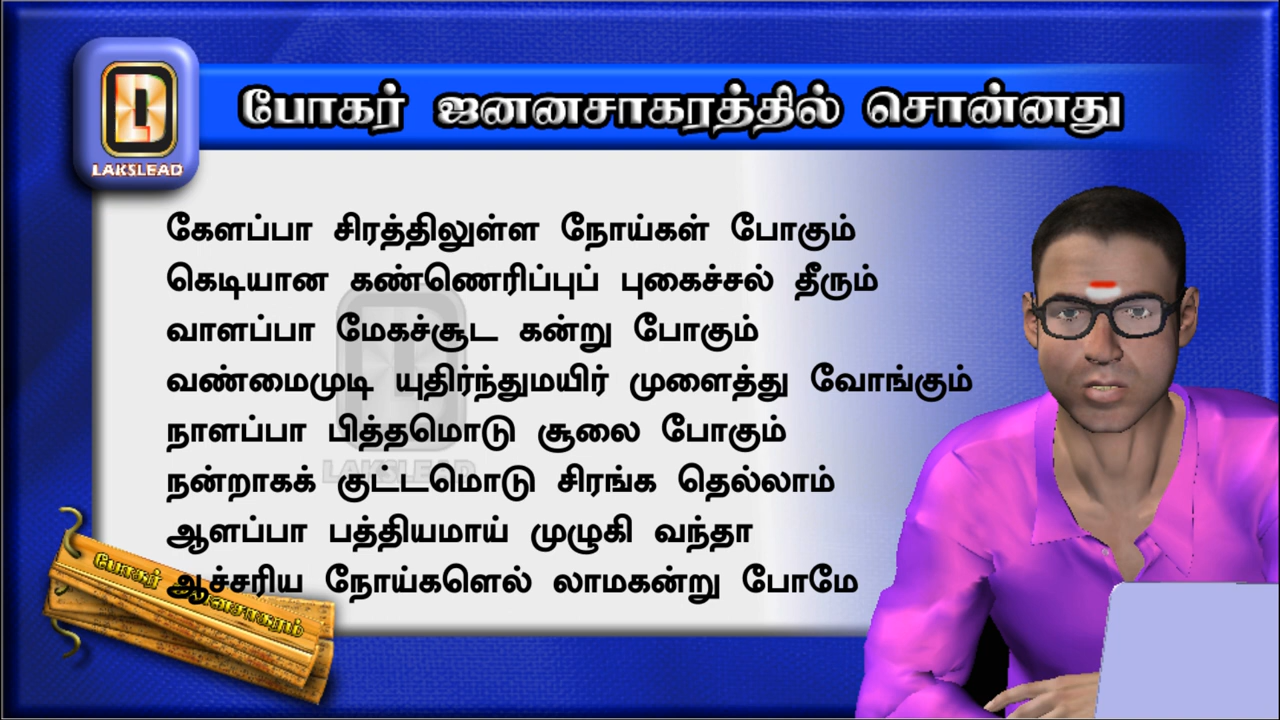 போகர் ஜனனசாகரத்தில் சொன்னது
LAKSLEAD
கேளப்பா சிரத்திலுள்ள நோய்கள் போகும்
கெடியான கண்ணெரிப்புப் புகைச்சல் தீரும்
வாளப்பா மேகச்சூட கன்று போகும்
வண்மைமுடி யுதிர்ந்துமயிர் முளைத்து வோங்கும்
நாளப்பா பித்தமொடு சூலை போகும்
LAKSLEAD
நன்றாகக் குட்டமொடு சிரங்க தெல்லாம்
ஆளப்பா பத்தியமாய் முழுகி வந்தா
ஆச்சரிய நோய்களெல் லாமகன்று போமே
போகர் ஜனனசாகரம்